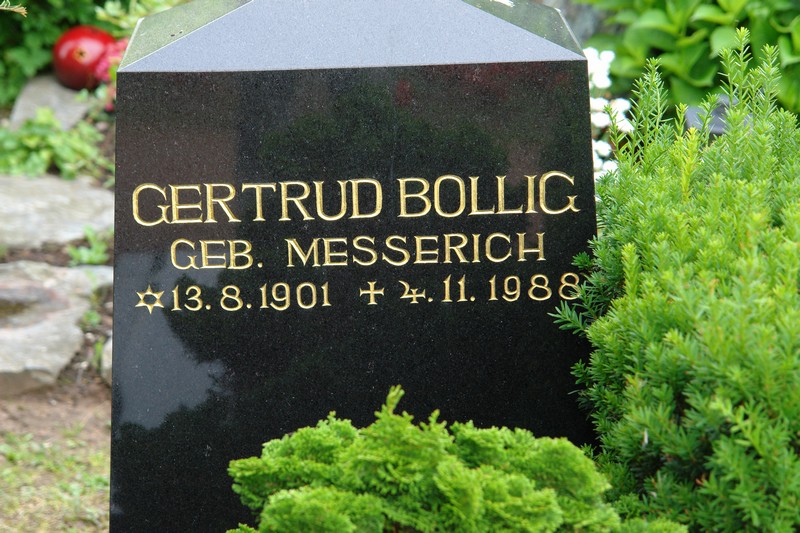 GERTRUD BOLLIG
GEB. MESSERICH
✡13.8.1901 ✝4.11.1988